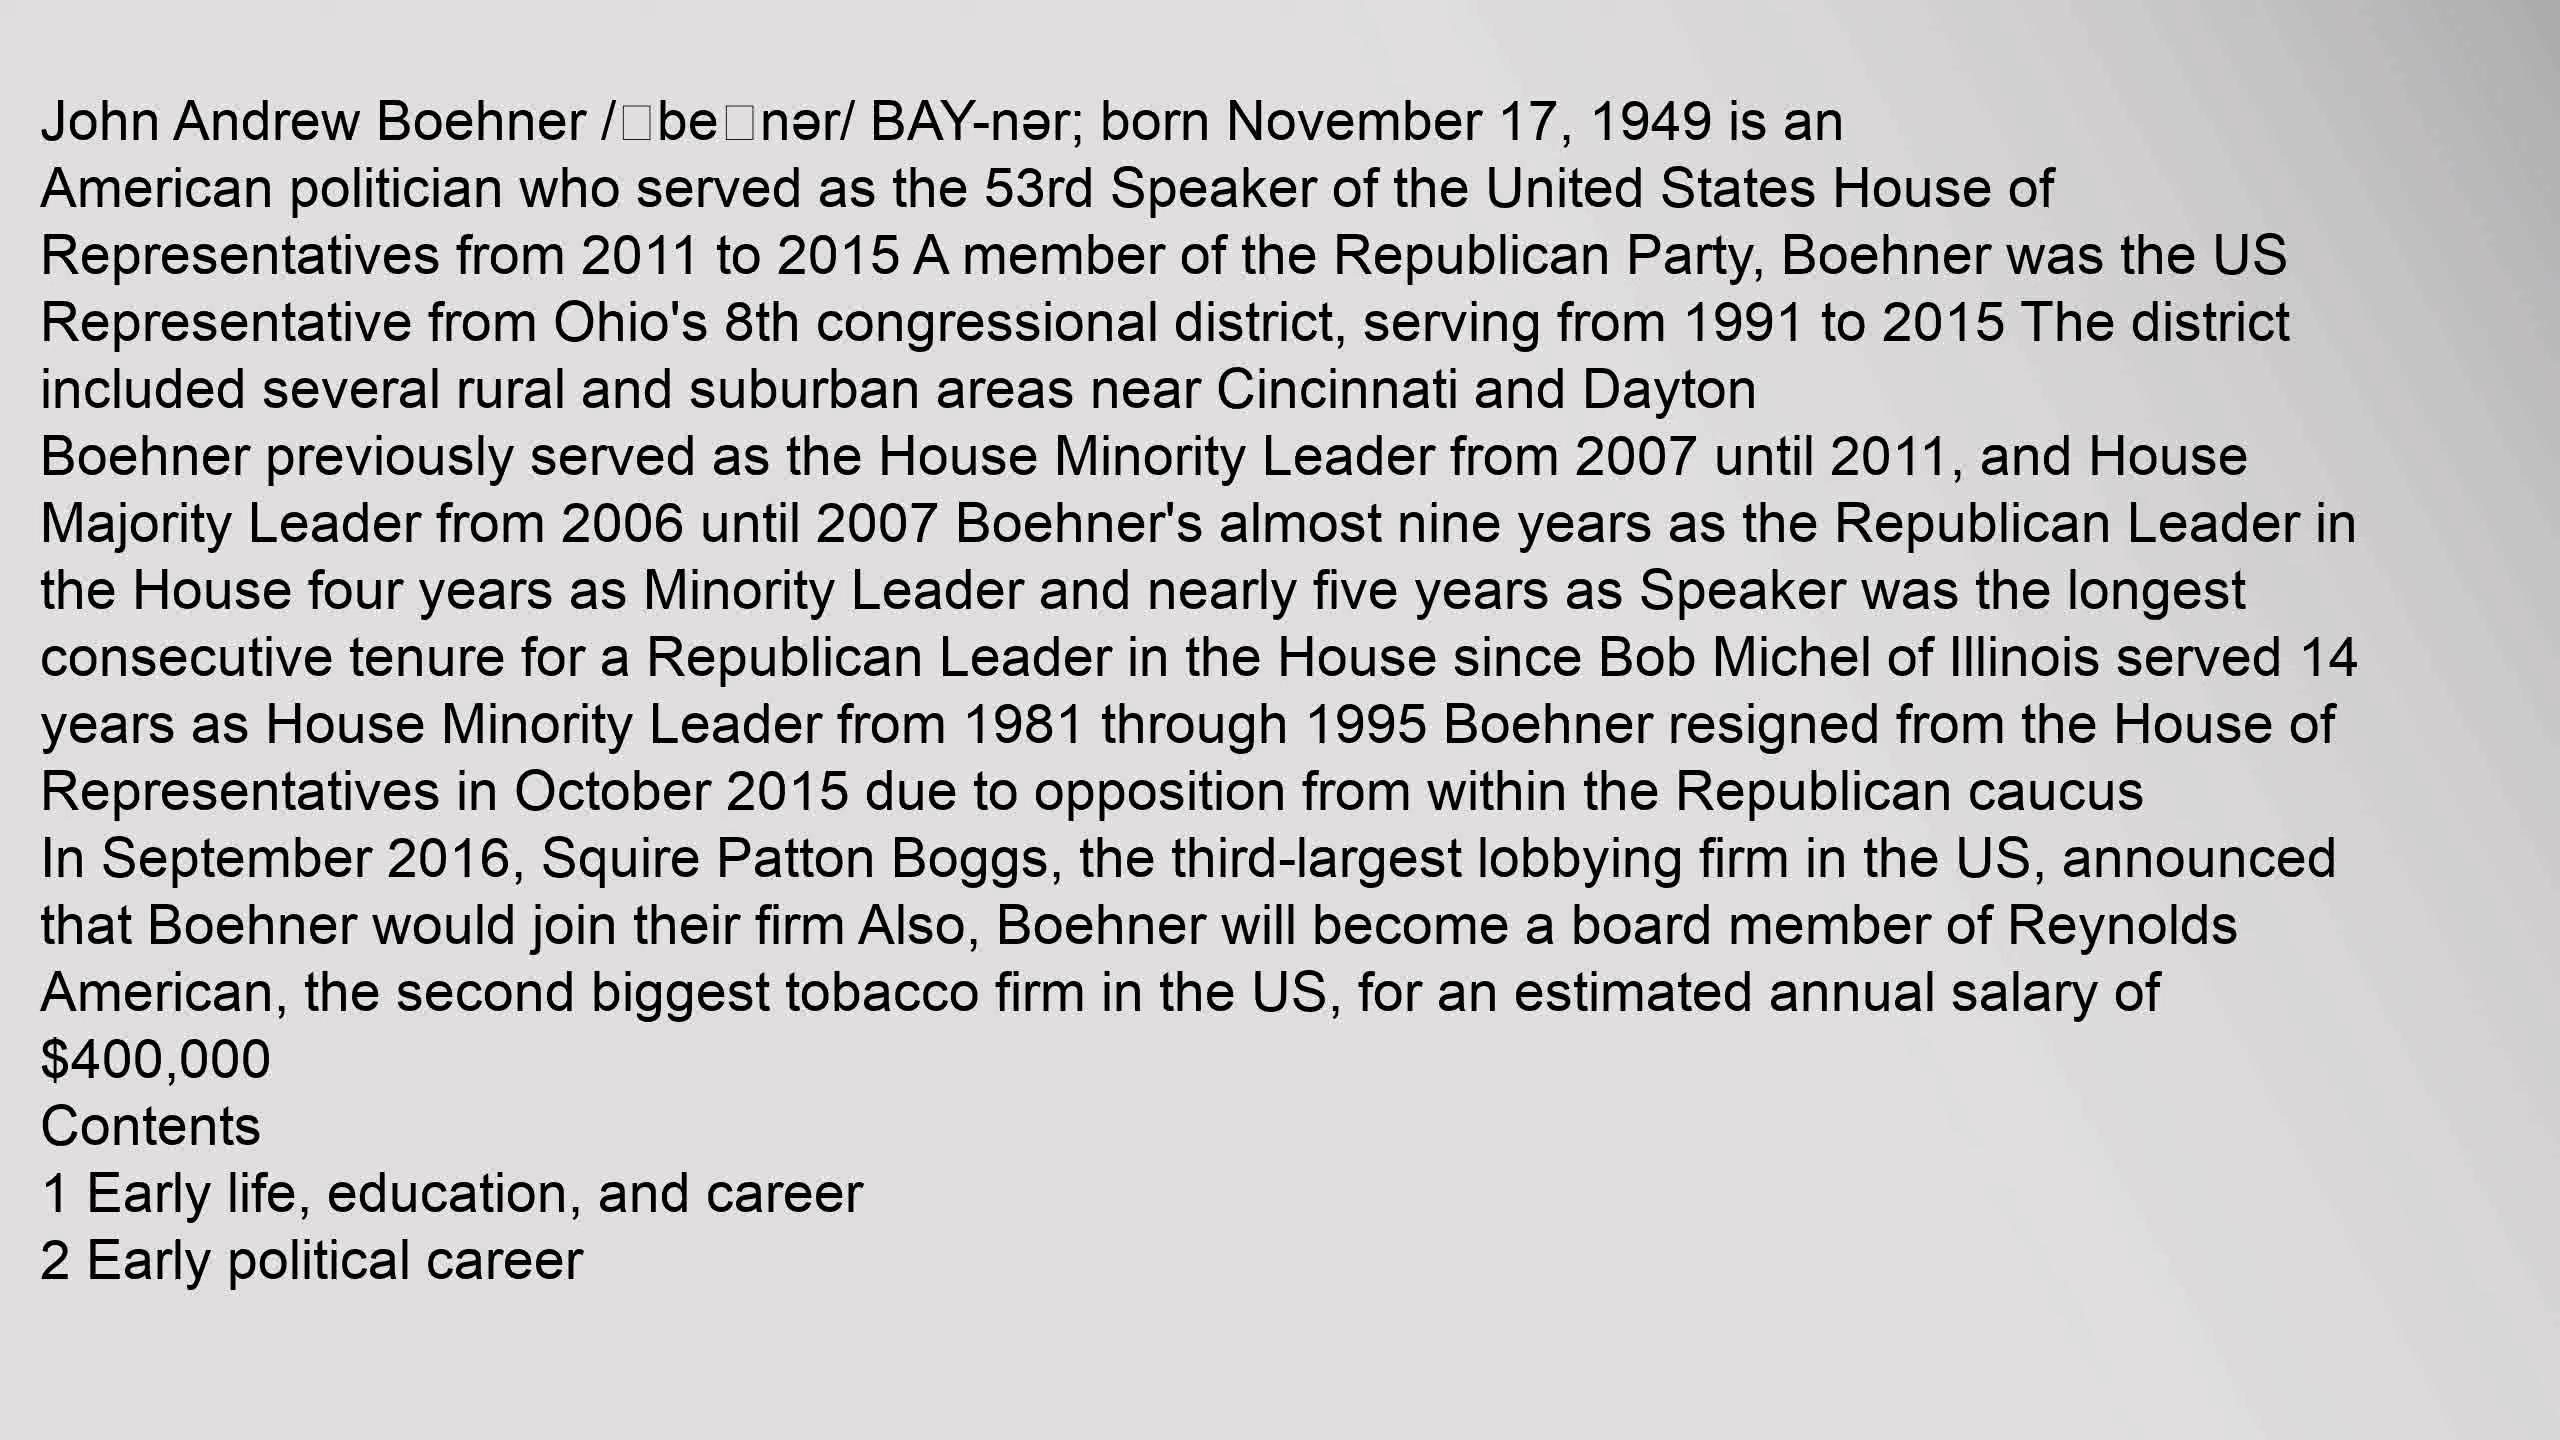 John Andrew Boehner /□be□nər/ BAY-nər; born November 17, 1949 is an
American politician who served as the 53rd Speaker of the United States House of
Representatives from 2011 to 2015 A member of the Republican Party, Boehner was the US
Representative from Ohio's 8th congressional district, serving from 1991 to 2015 The district
included several rural and suburban areas near Cincinnati and Dayton
Boehner previously served as the House Minority Leader from 2007 until 2011, and House
Majority Leader from 2006 until 2007 Boehner's almost nine years as the Republican Leader in
the House four years as Minority Leader and nearly five years as Speaker was the longest
consecutive tenure for a Republican Leader in the House since Bob Michel of Illinois served 14
years as House Minority Leader from 1981 through 1995 Boehner resigned from the House of
Representatives in October 2015 due to opposition from within the Republican caucus
In September 2016, Squire Patton Boggs, the third-largest lobbying firm in the US, announced
that Boehner would join their firm Also, Boehner will become a board member of Reynolds
American, the second biggest tobacco firm in the US, for an estimated annual salary of
$400,000
Contents
1 Early life, education, and career
2 Early political career